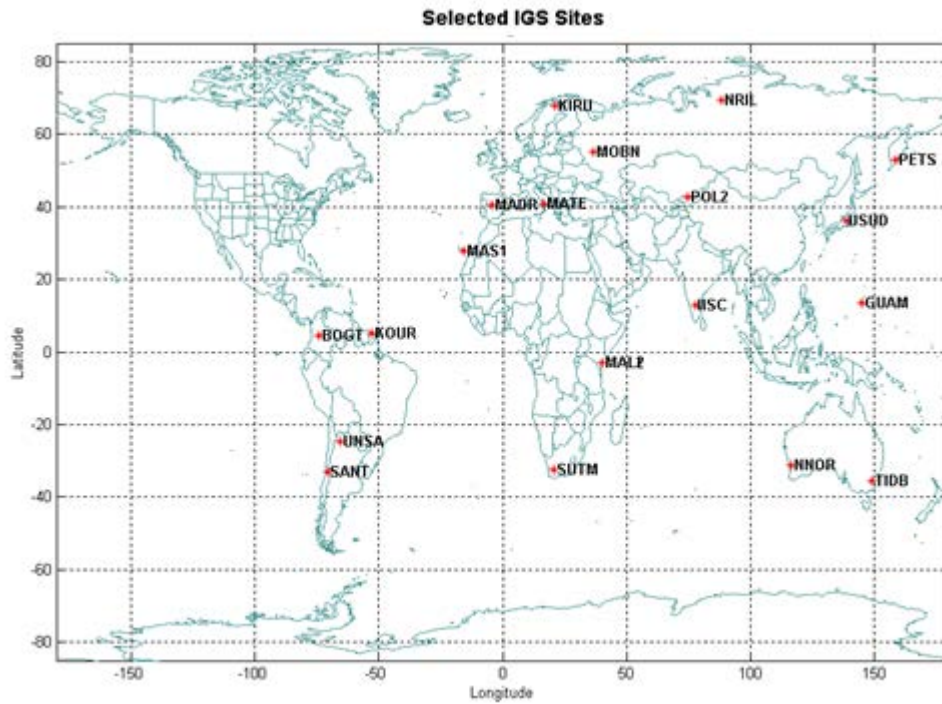 Selected IGS Sites
80
60
40
20
0
-20
-40
-60
-80
Latitude
KIRU
NRIL
MOBN
PETS
POL2
MADR
MATE
USUD
MAS1
IISC
GUAM
BOGT
KOUR
MAL2
UNSA
SANT
SUTM
NNOR
TIDB
-150
-100
-50
0
50
100
150
Longitude